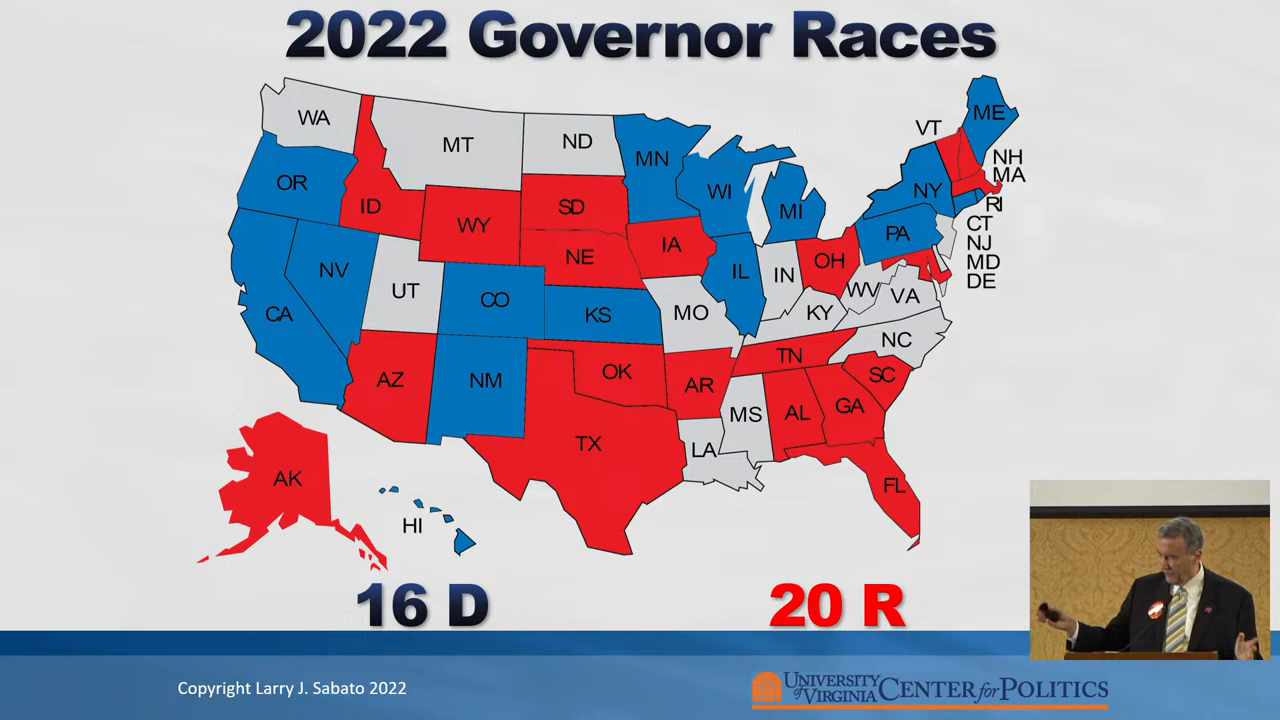 2022 Governor Races
WA
MT
ND
MN
ME
VT
NH
MA
RI
CT
NJ
MD
DE
OR
ID
WY
SD
WI
MI
NY
PA
IA
NE
NV
UT
CO
KS
CA
IL
IN
OH
WV
VA
MO
KY
NC
TN
SC
AZ
NM
OK
AR
MS
AL
GA
TX
LA
FL
AK
HI
16 D
20 R
Copyright Larry J. Sabato 2022
UNIVERSITY
of VIRGINIA
CENTER for POLITICS